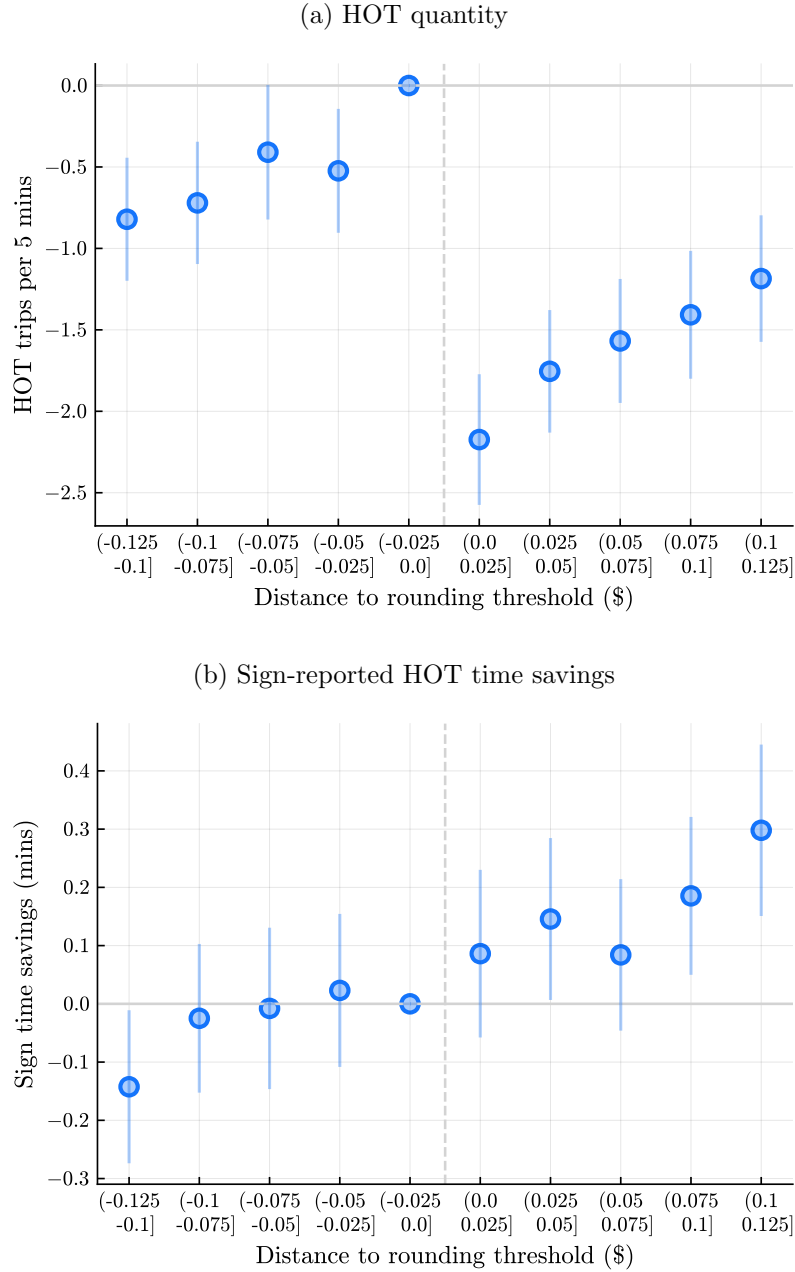 (a) HOT quantity
HOT trips per 5 mins
0.0
−0.5
−1.0
−1.5
−2.0
−2.5
(-0.125 (-0.1 (-0.075 (-0.05 (-0.025 (0.0 (0.025 (0.05 (0.075 (0.1
-0.1] -0.075] -0.05] -0.025] 0.0] 0.025] 0.05] 0.075] 0.1] 0.125]
Distance to rounding threshold ($)
(b) Sign-reported HOT time savings
Sign time savings (mins)
0.4
0.3
0.2
0.1
0.0
−0.1
−0.2
−0.3
(-0.125 (-0.1 (-0.075 (-0.05 (-0.025 (0.0 (0.025 (0.05 (0.075 (0.1
-0.1] -0.075] -0.05] -0.025] 0.0] 0.025] 0.05] 0.075] 0.1] 0.125]
Distance to rounding threshold ($)